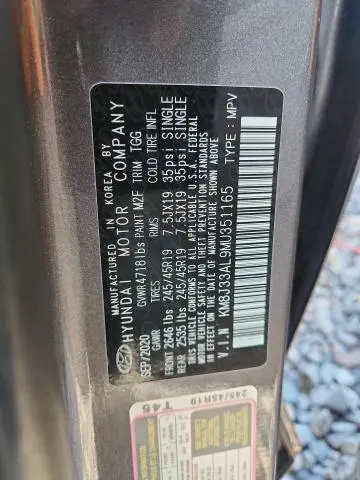 MANUFACTURED IN KOREA BY
HYUNDAI MOTOR COMPANY
SEP/2020 GVWR 4718 lbs PAINT M2F TRIM TGG
GAWR TIRES RIMS COLD TIRE INFL
FRONT 2646 lbs 245/45R19 7.5JX19 35psi SINGLE
REAR 2535 lbs 245/45R19 7.5JX19 35psi SINGLE
THIS VEHICLE CONFORMS TO ALL APPLICABLE U.S.A. FEDERAL
MOTOR VEHICLE SAFETY, BUMPER, AND THEFT PREVENTION STANDARDS
IN EFFECT ON THE DATE OF MANUFACTURE SHOWN ABOVE
V.I.N : KM8J33AL9MU351165 TYPE : MPV
245/45R19
T45